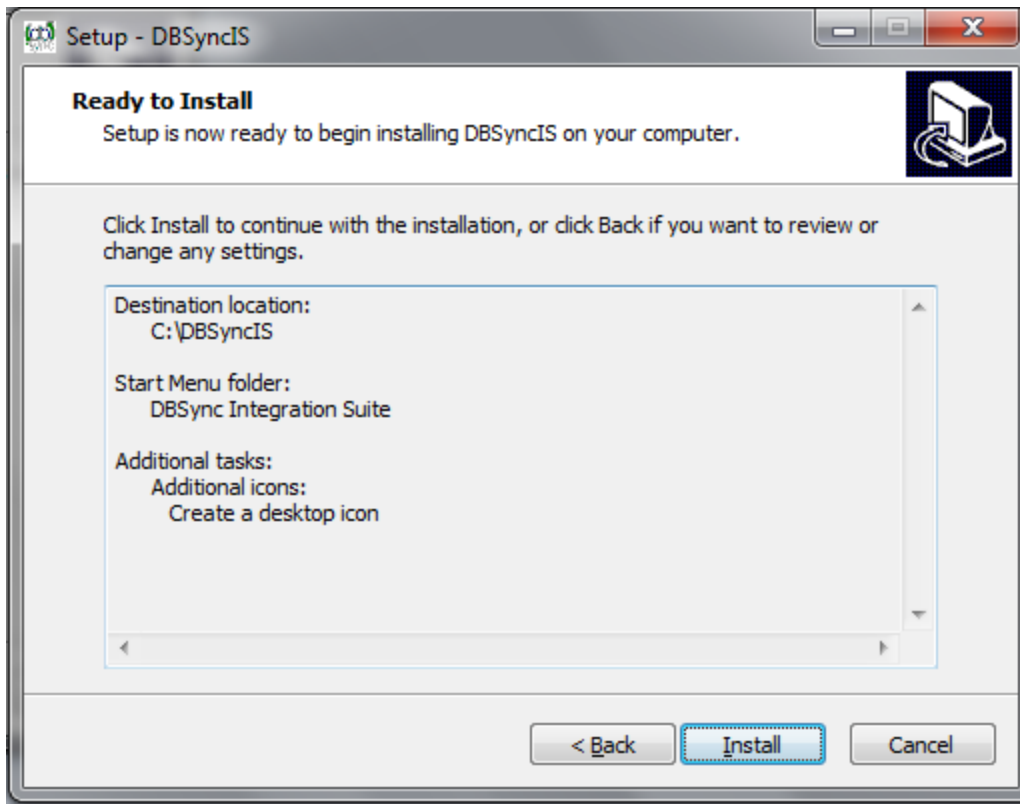 Setup - DBSyncIS
Ready to Install
Setup is now ready to begin installing DBSyncIS on your computer.
Click Install to continue with the installation, or click Back if you want to review or
change any settings.
Destination location:
C:\DBSyncIS
Start Menu folder:
DBSync Integration Suite
Additional tasks:
Additional icons:
Create a desktop icon
< Back
Install
Cancel